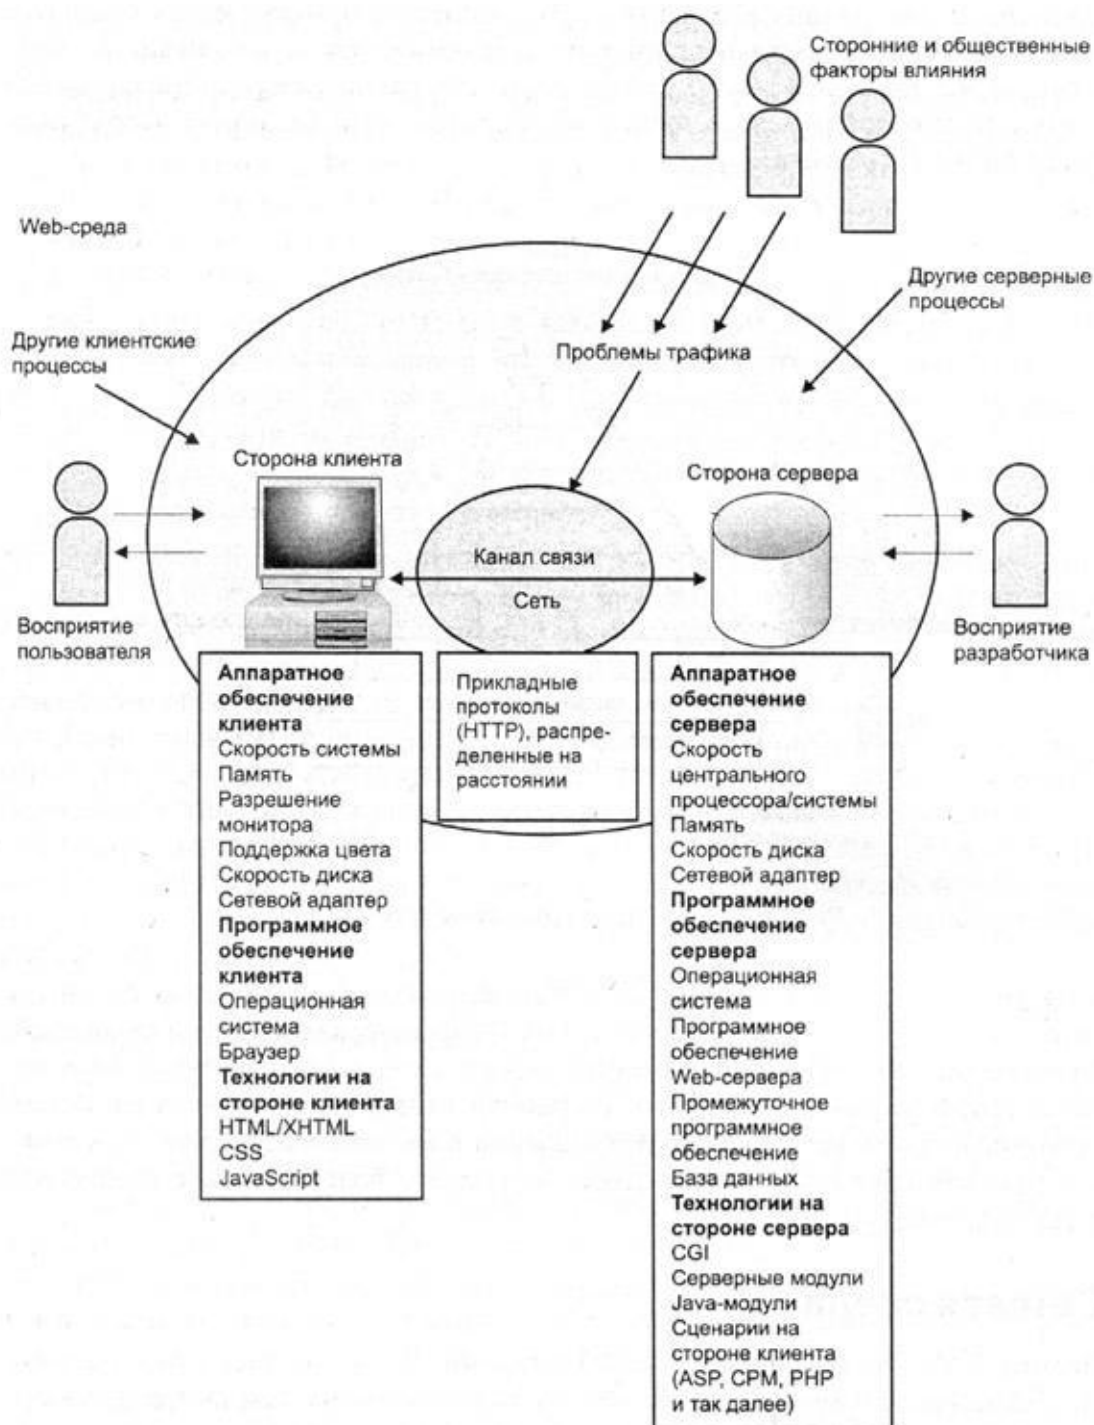 Сторонние и общественные
факторы влияния
Web-среда
Другие серверные
процессы
Другие клиентские
процессы
Проблемы трафика
Сторона клиента
Сторона сервера
Канал связи
Сеть
Восприятие
пользователя
Восприятие
разработчика
Аппаратное
обеспечение
клиента
Скорость системы
Память
Разрешение
монитора
Поддержка цвета
Скорость диска
Сетевой адаптер
Программное
обеспечение
клиента
Операционная
система
Браузер
Технологии на
стороне клиента
HTML/XHTML
CSS
JavaScript
Прикладные
протоколы
(HTTP), распре-
деленные на
расстоянии
Аппаратное
обеспечение
сервера
Скорость
центрального
процессора/системы
Память
Скорость диска
Сетевой адаптер
Программное
обеспечение
сервера
Операционная
система
Программное
обеспечение
Web-сервера
Промежуточное
программное
обеспечение
База данных
Технологии на
стороне сервера
CGI
Серверные модули
Java-модули
Сценарии на
стороне клиента
(ASP, CPM, PHP
и так далее)